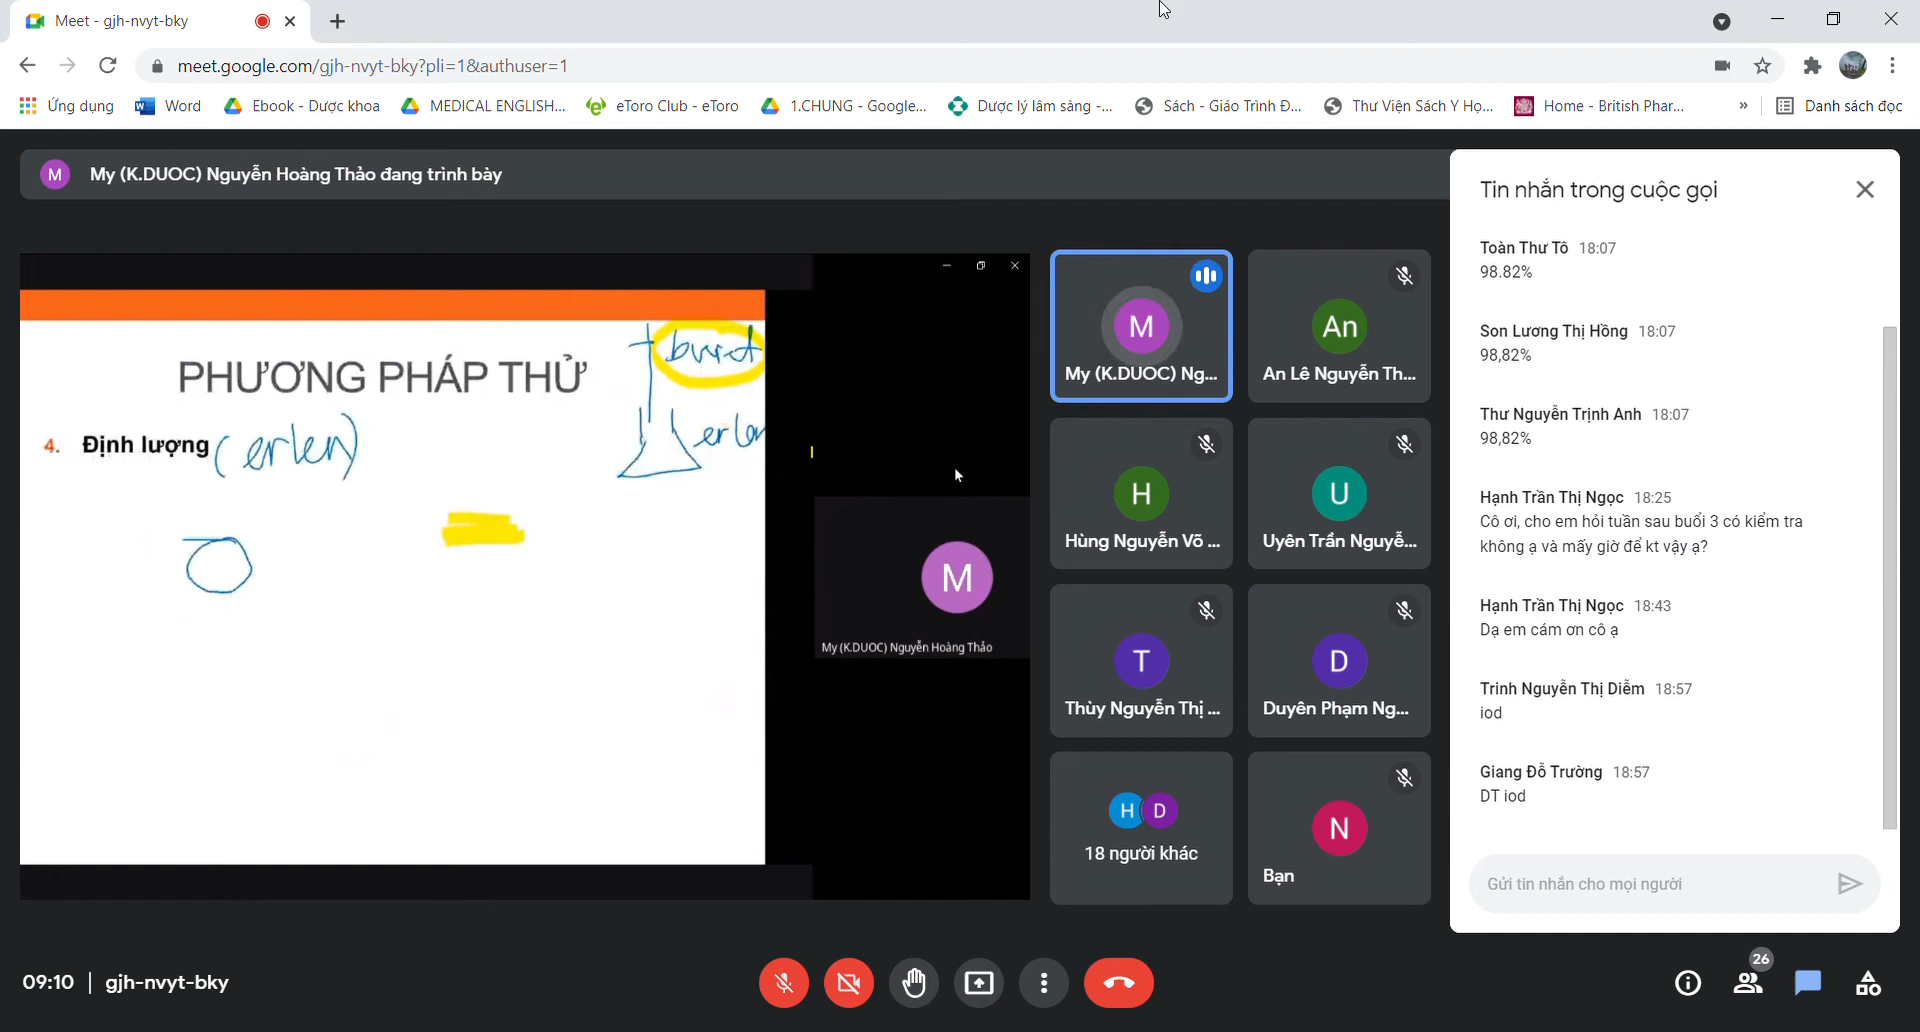 Meet - gjh-nvyt-bky
meet.google.com/gjh-nvyt-bky?pli=1&authuser=1
Ứng dụng
Word
Ebook - Dược khoa
MEDICAL ENGLISH...
eToro Club - eToro
1.CHUNG - Google...
Dược lý lâm sàng -...
Sách - Giáo Trình Đ...
Thư Viện Sách Y Họ...
Home - British Phar...
»
Danh sách đọc
M
My (K.DUOC) Nguyễn Hoàng Thảo đang trình bày
PHƯƠNG PHÁP THỬ
buret
4. Định lượng (erlen)
erlen
M
My (K.DUOC) Nguyễn Hoàng Thảo
M
My (K.DUOC) Ng...
An
An Lê Nguyễn Th...
H
Hùng Nguyễn Võ ...
U
Uyên Trần Nguyễ...
T
Thùy Nguyễn Thị ...
D
Duyên Phạm Ng...
H D
18 người khác
N
Bạn
Tin nhắn trong cuộc gọi
Toàn Thư Tô 18:07
98.82%
Son Lương Thị Hồng 18:07
98,82%
Thư Nguyễn Trịnh Anh 18:07
98,82%
Hạnh Trần Thị Ngọc 18:25
Cô ơi, cho em hỏi tuần sau buổi 3 có kiểm tra
không ạ và mấy giờ để kt vậy ạ?
Hạnh Trần Thị Ngọc 18:43
Dạ em cám ơn cô ạ
Trinh Nguyễn Thị Diễm 18:57
iod
Giang Đỗ Trường 18:57
DT iod
Gửi tin nhắn cho mọi người
09:10 | gjh-nvyt-bky
26